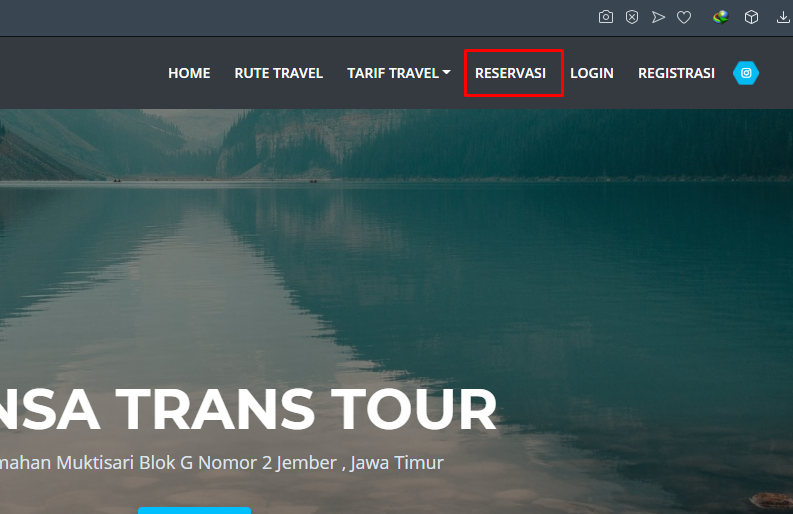 HOME RUTE TRAVEL TARIF TRAVEL RESERVASI LOGIN REGISTRASI
NSA TRANS TOUR
mahan Muktisari Blok G Nomor 2 Jember , Jawa Timur